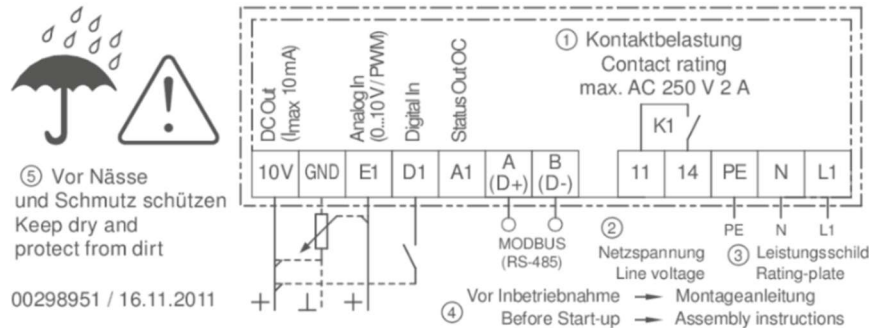 ① Kontaktbelastung
Contact rating
max. AC 250 V 2 A
DC Out
(Imax 10mA)
Analog In
(0...10 V / PWM)
Digital In
Status Out OC
K1
10V GND E1 D1 A1 A (D+) B (D-) 11 14 PE N L1
⑤ Vor Nässe
und Schmutz schützen
Keep dry and
protect from dirt
MODBUS
(RS-485)
②
Netzspannung
Line voltage
PE N L1
③ Leistungsschild
Rating-plate
00298951 / 16.11.2011
+ ⊥ +
④ Vor Inbetriebnahme → Montageanleitung
Before Start-up → Assembly instructions